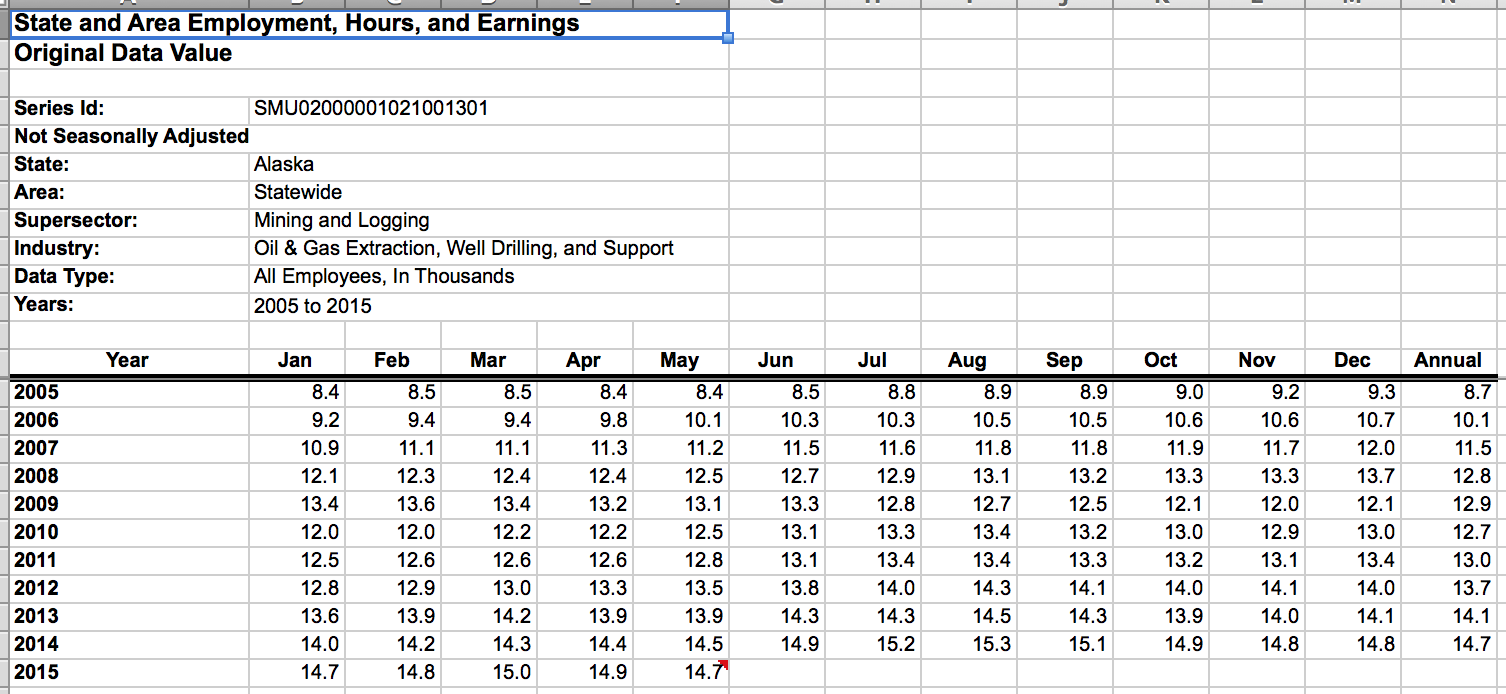 State and Area Employment, Hours, and Earnings
Original Data Value
Series Id: SMU02000001021001301
Not Seasonally Adjusted
State: Alaska
Area: Statewide
Supersector: Mining and Logging
Industry: Oil & Gas Extraction, Well Drilling, and Support
Data Type: All Employees, In Thousands
Years: 2005 to 2015
Year Jan Feb Mar Apr May Jun Jul Aug Sep Oct Nov Dec Annual
2005 8.4 8.5 8.5 8.4 8.4 8.5 8.8 8.9 8.9 9.0 9.2 9.3 8.7
2006 9.2 9.4 9.4 9.8 10.1 10.3 10.3 10.5 10.5 10.6 10.6 10.7 10.1
2007 10.9 11.1 11.1 11.3 11.2 11.5 11.6 11.8 11.8 11.9 11.7 12.0 11.5
2008 12.1 12.3 12.4 12.4 12.5 12.7 12.9 13.1 13.2 13.3 13.3 13.7 12.8
2009 13.4 13.6 13.4 13.2 13.1 13.3 12.8 12.7 12.5 12.1 12.0 12.1 12.9
2010 12.0 12.0 12.2 12.2 12.5 13.1 13.3 13.4 13.2 13.0 12.9 13.0 12.7
2011 12.5 12.6 12.6 12.6 12.8 13.1 13.4 13.4 13.3 13.2 13.1 13.4 13.0
2012 12.8 12.9 13.0 13.3 13.5 13.8 14.0 14.3 14.1 14.0 14.1 14.0 13.7
2013 13.6 13.9 14.2 13.9 13.9 14.3 14.3 14.5 14.3 13.9 14.0 14.1 14.1
2014 14.0 14.2 14.3 14.4 14.5 14.9 15.2 15.3 15.1 14.9 14.8 14.8 14.7
2015 14.7 14.8 15.0 14.9 14.7